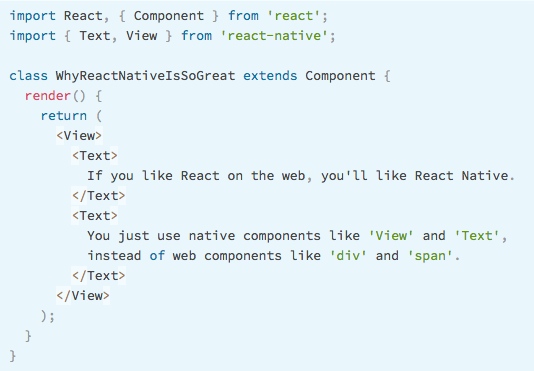 import React, { Component } from 'react';
import { Text, View } from 'react-native';

class WhyReactNativeIsSoGreat extends Component {
  render() {
    return (
      <View>
        <Text>
          If you like React on the web, you'll like React Native.
        </Text>
        <Text>
          You just use native components like 'View' and 'Text',
          instead of web components like 'div' and 'span'.
        </Text>
      </View>
    );
  }
}